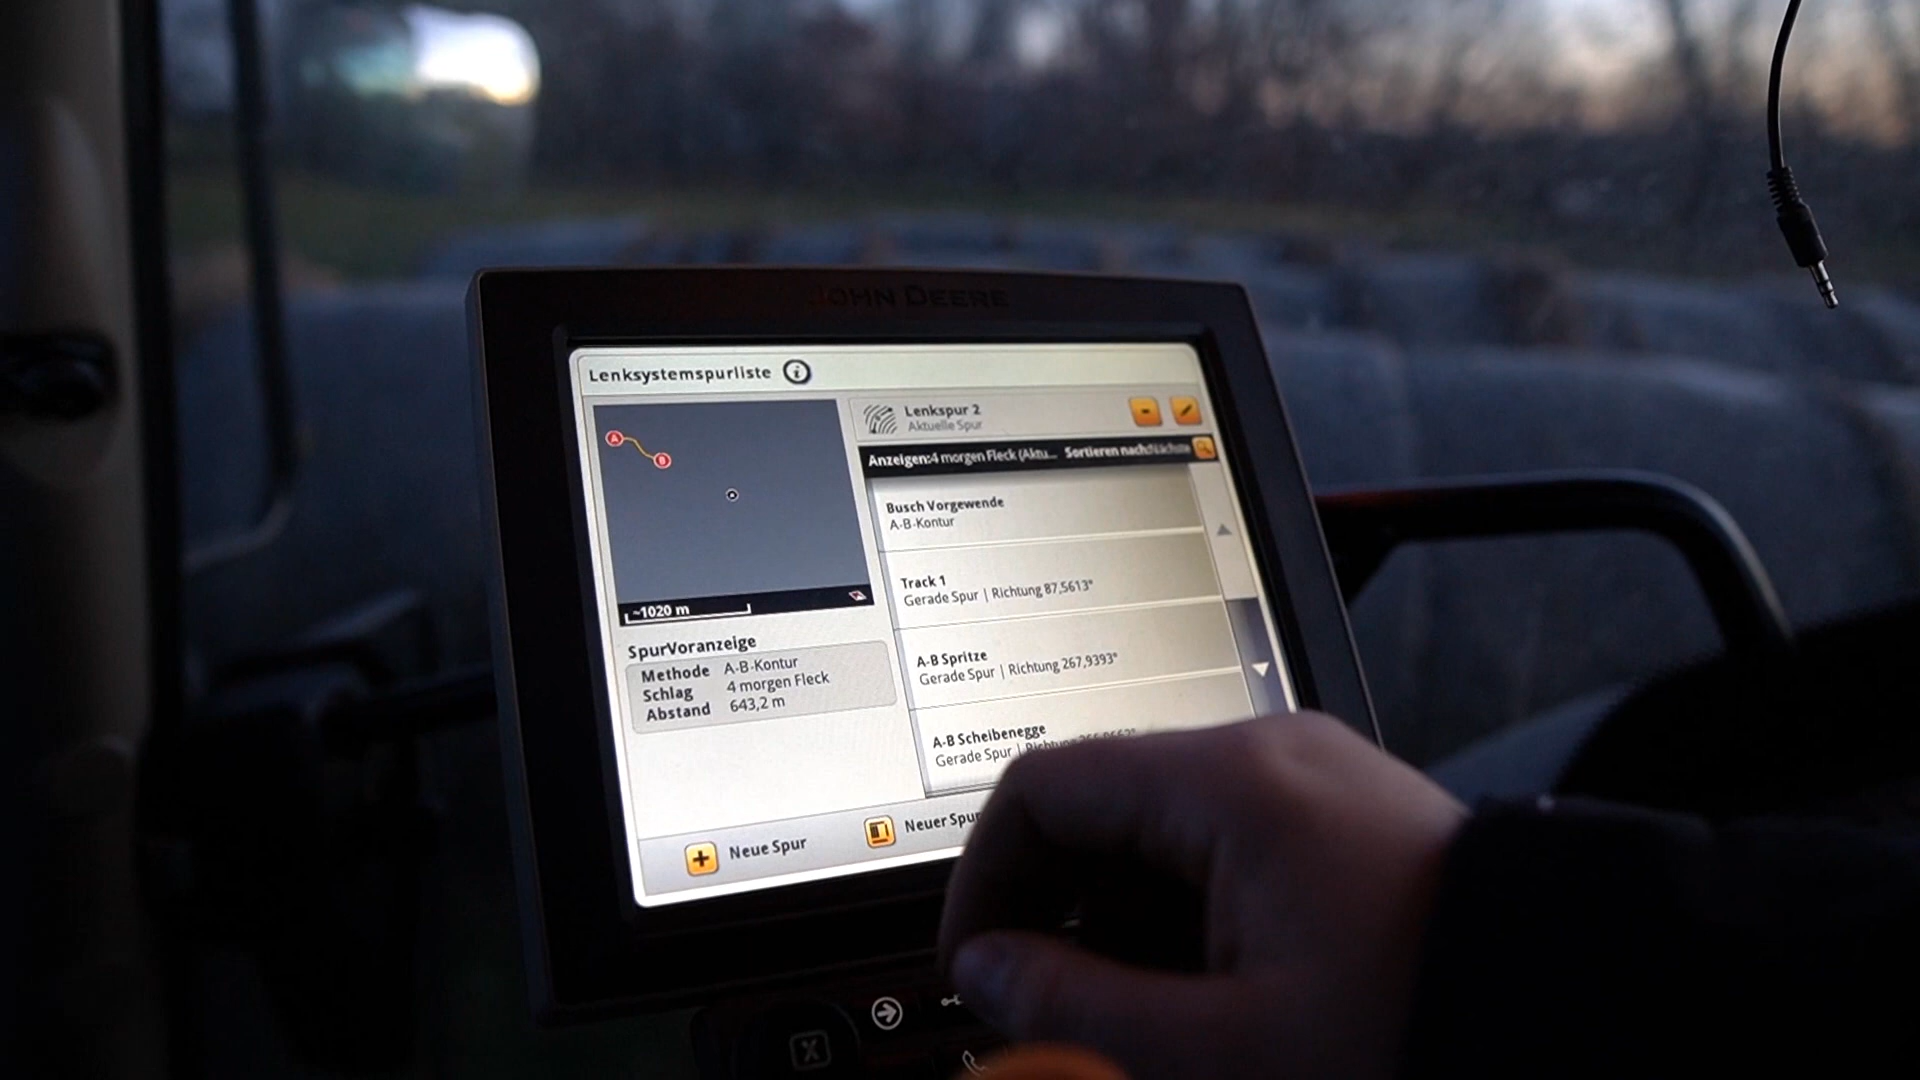 JOHN DEERE
Lenksystemspurliste
A
B
~1020 m
SpurVoranzeige
Methode A-B-Kontur
Schlag 4 morgen Fleck
Abstand 643,2 m
Lenkspur 2
Aktuelle Spur
Anzeigen:4 morgen Fleck (Aktu... Sortieren nach:Nächste
Busch Vorgewende
A-B-Kontur
Track 1
Gerade Spur | Richtung 87,5613°
A-B Spritze
Gerade Spur | Richtung 267,9393°
A-B Scheibenegge
Gerade Spur | Richtung
Neue Spur
Neuer Spur